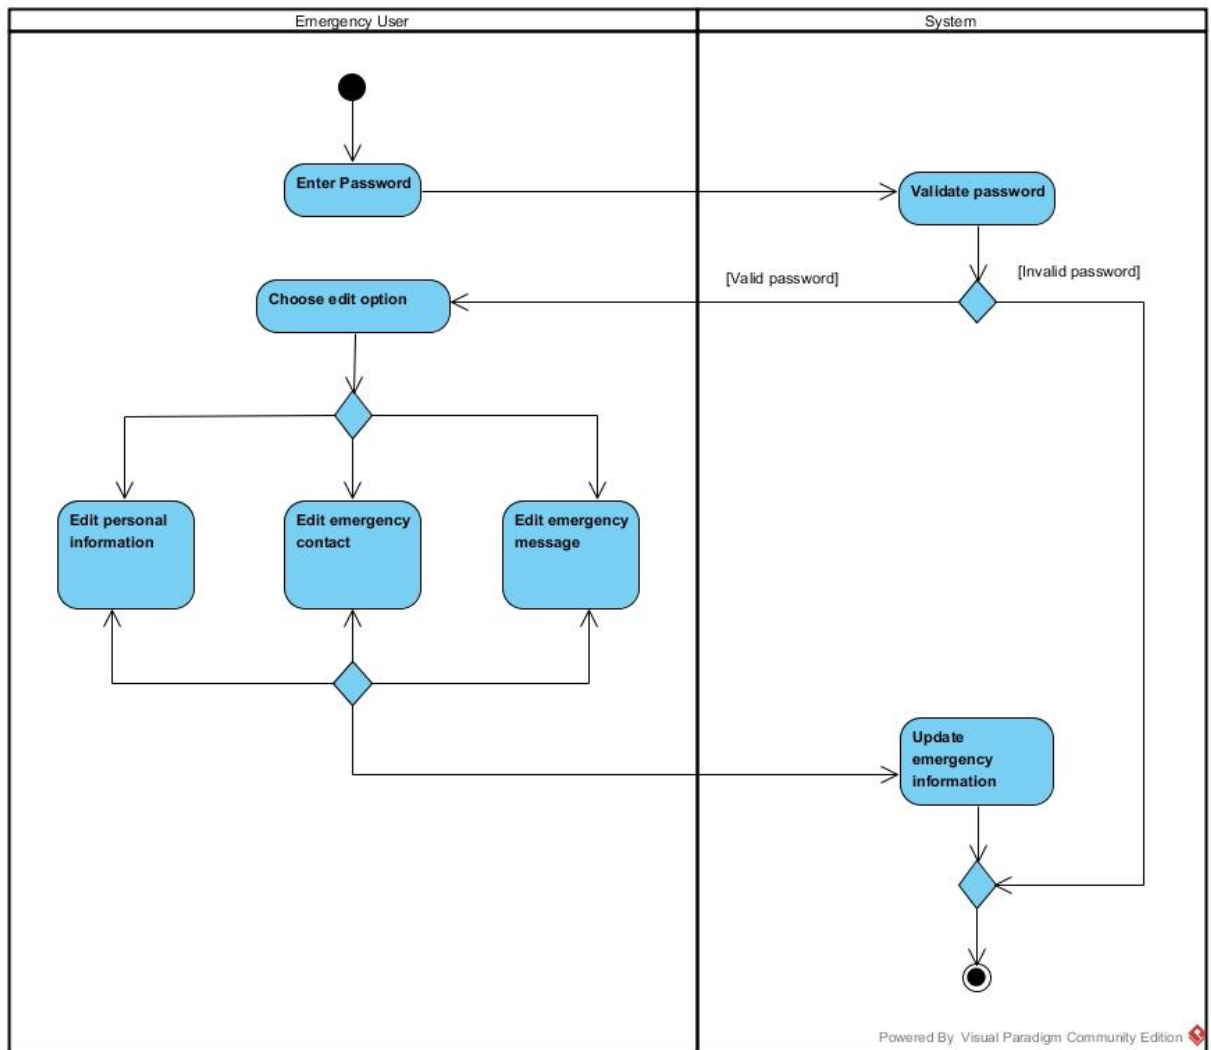 Emergency User
System
Enter Password
Validate password
[Valid password]
[Invalid password]
Choose edit option
Edit personal
information
Edit emergency
contact
Edit emergency
message
Update
emergency
information
Powered By Visual Paradigm Community Edition